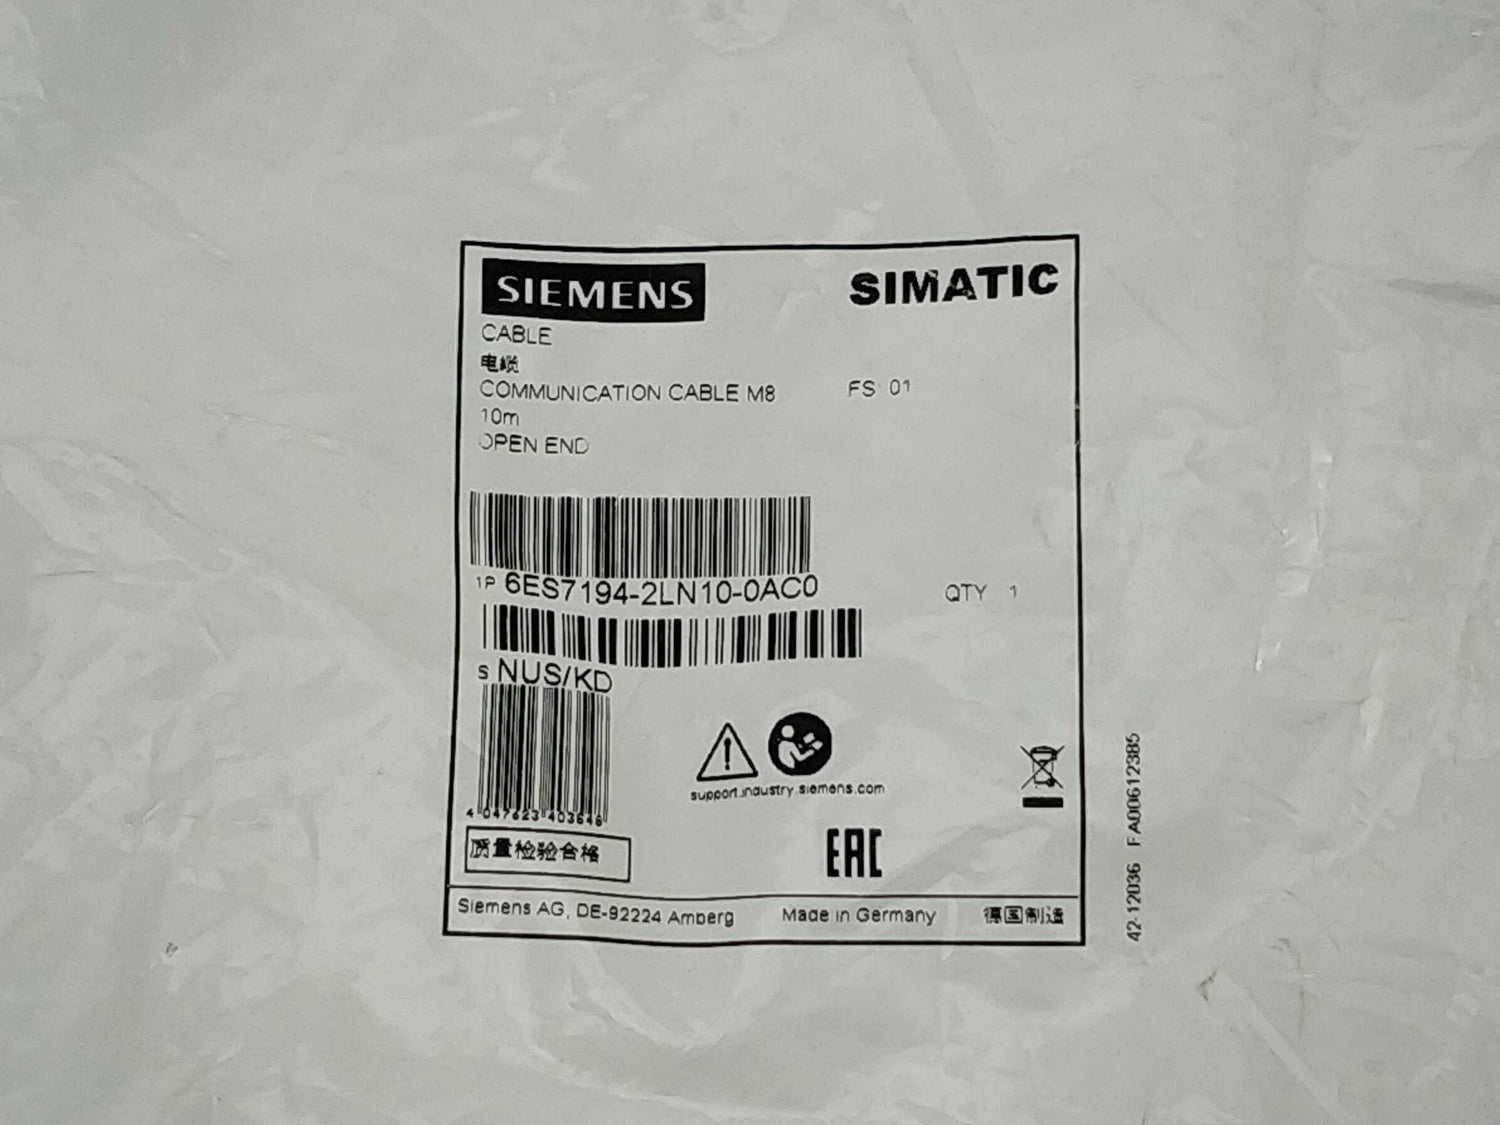 SIEMENS SIMATIC
CABLE
电缆
COMMUNICATION CABLE M8 FS 01
10m
OPEN END
1P 6ES7194-2LN10-0AC0 QTY 1
S NUS/KD
support.industry.siemens.com
4 047623 403646
质量检验合格
EAC
Siemens AG, DE-92224 Amberg Made in Germany 德国制造
42-12036 FA00612385